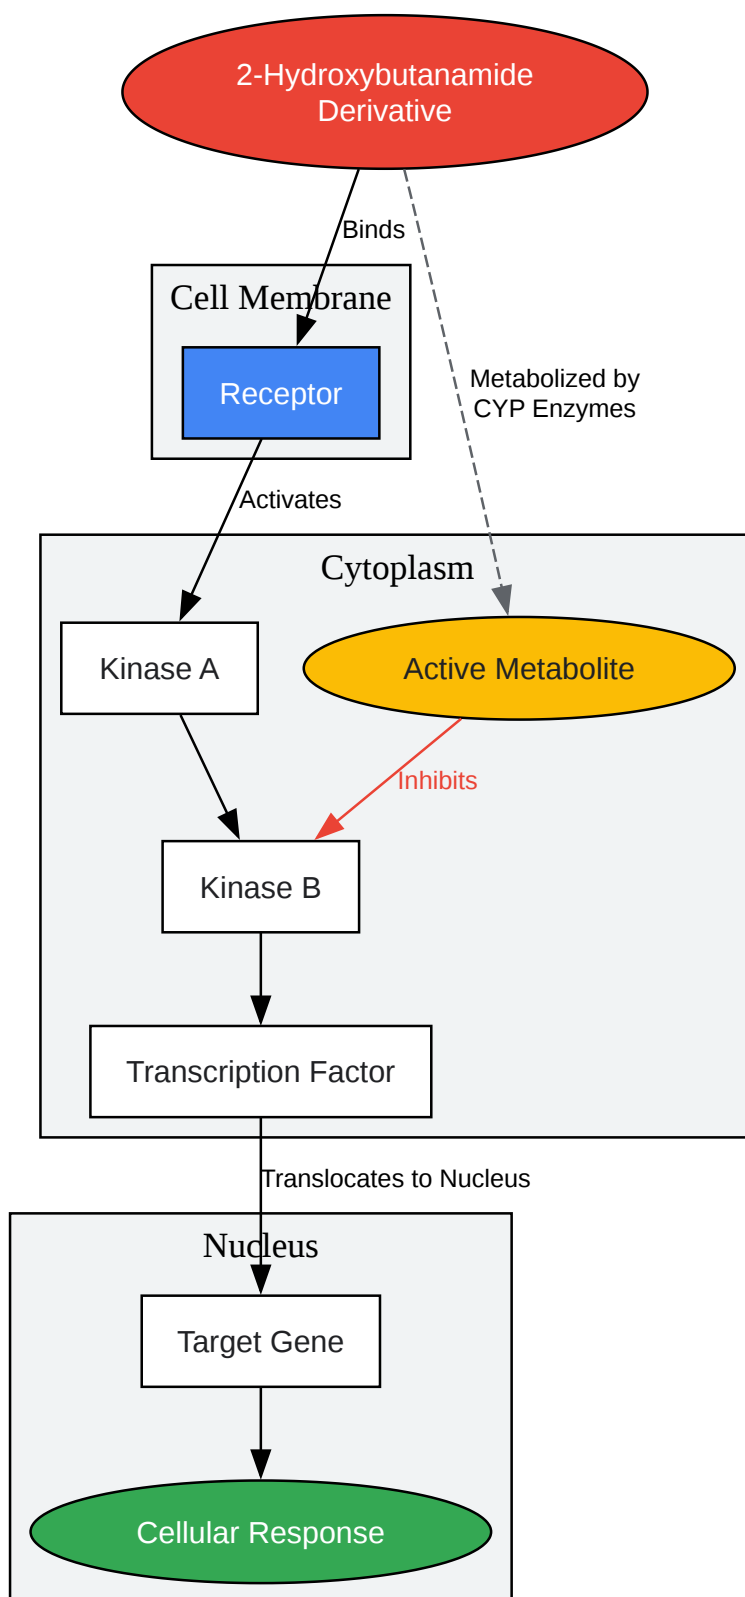 2-Hydroxybutanamide
Derivative
Binds
Cell Membrane
Receptor
Metabolized by
CYP Enzymes
Activates
Cytoplasm
Kinase A
Active Metabolite
Inhibits
Kinase B
Transcription Factor
Translocates to Nucleus
Nucleus
Target Gene
Cellular Response